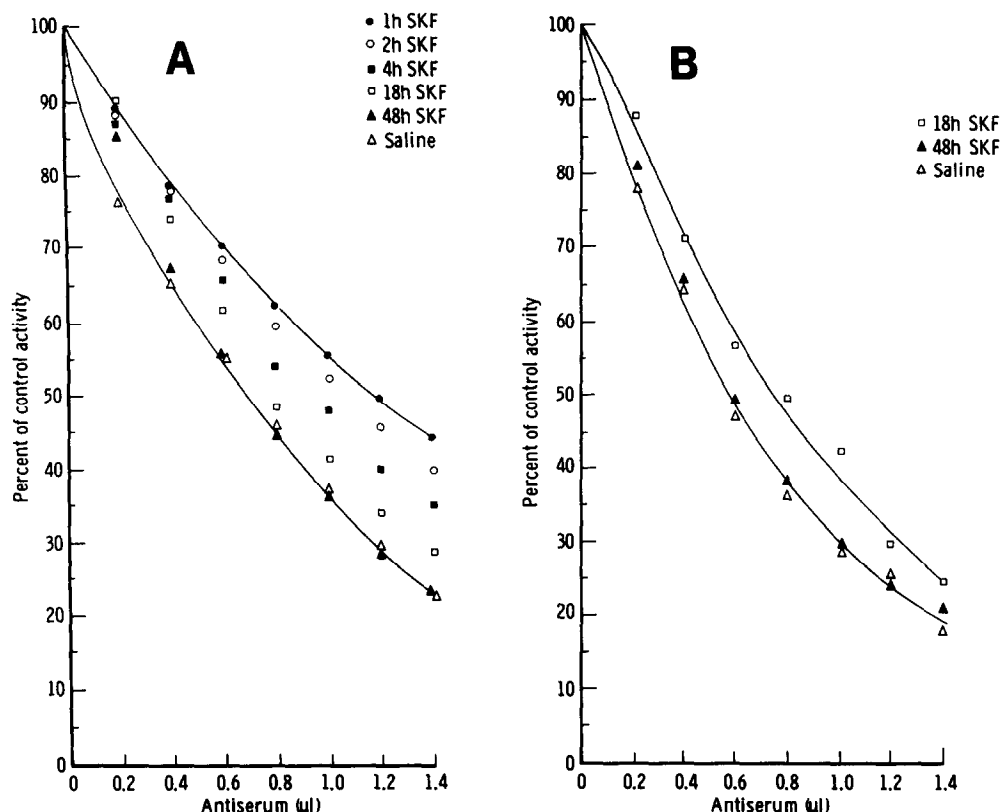 A
1h SKF
2h SKF
4h SKF
18h SKF
48h SKF
Saline
Percent of control activity
100
90
80
70
60
50
40
30
20
10
0
0 0.2 0.4 0.6 0.8 1.0 1.2 1.4
Antiserum (µl)
B
18h SKF
48h SKF
Saline
Percent of control activity
100
90
80
70
60
50
40
30
20
10
0
0 0.2 0.4 0.6 0.8 1.0 1.2 1.4
Antiserum (µl)